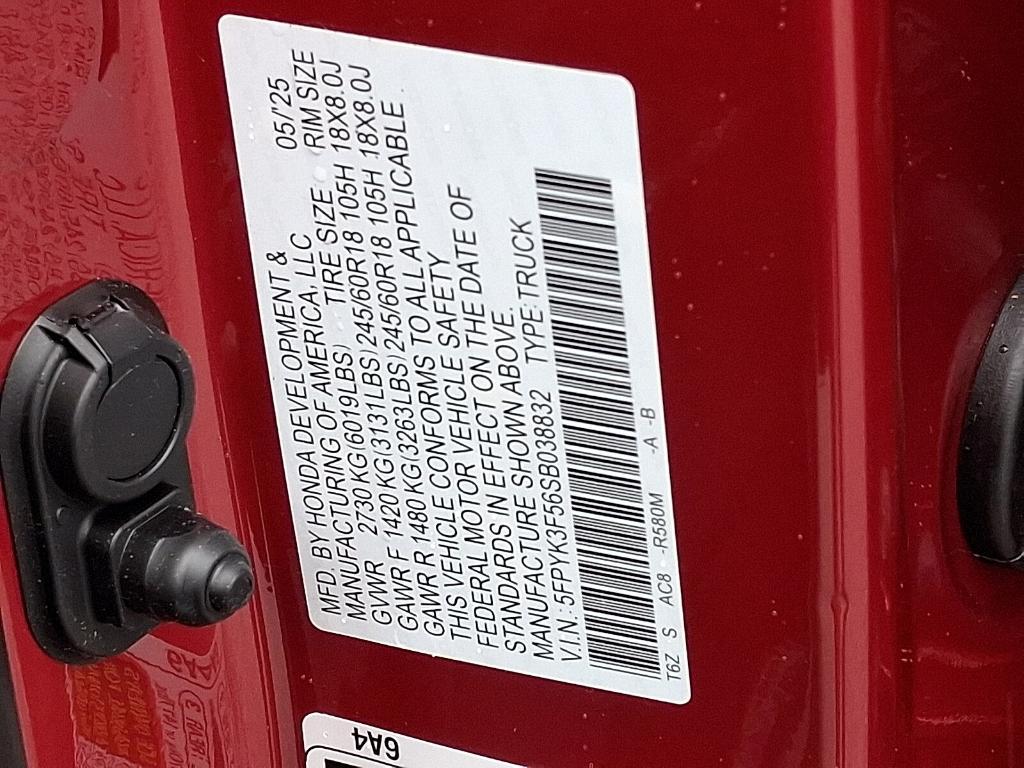 MFD. BY HONDA DEVELOPMENT & 05/'25
MANUFACTURING OF AMERICA, LLC
TIRE SIZE RIM SIZE
GVWR 2730 KG(6019LBS)
GAWR F 1420 KG(3131LBS) 245/60R18 105H 18X8.0J
GAWR R 1480 KG(3263LBS) 245/60R18 105H 18X8.0J
THIS VEHICLE CONFORMS TO ALL APPLICABLE
FEDERAL MOTOR VEHICLE SAFETY
STANDARDS IN EFFECT ON THE DATE OF
MANUFACTURE SHOWN ABOVE.
V.I.N.: 5FPYK3F56SB038832 TYPE: TRUCK
T6Z S AC8 -R580M -A -B
6A4